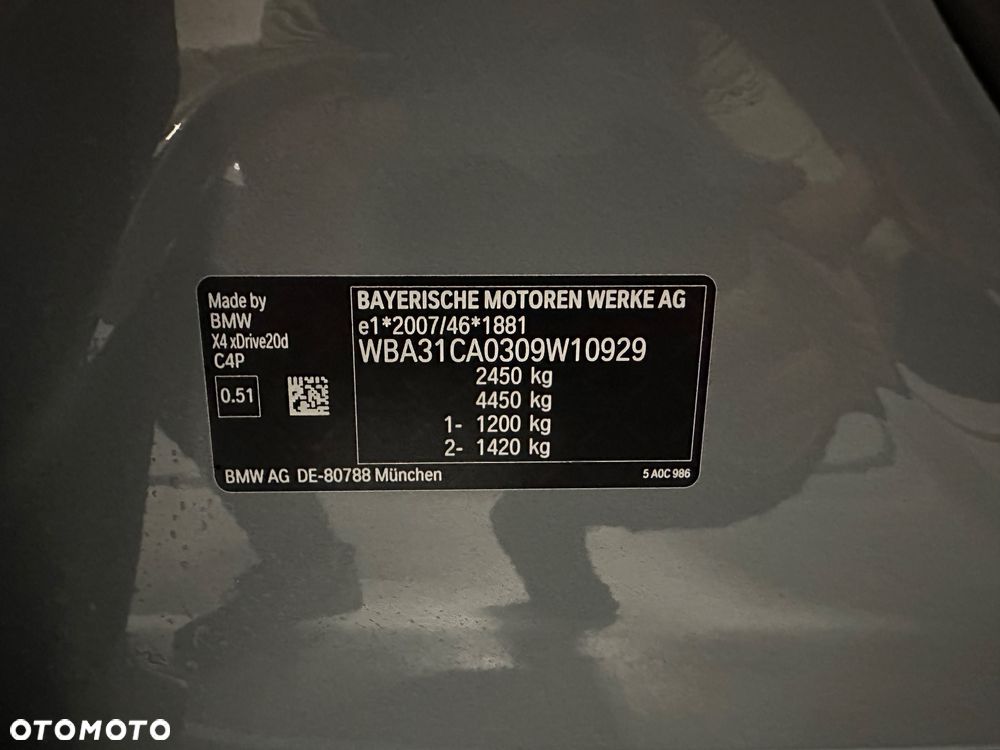 Made by
BMW
X4 xDrive20d
C4P
0.51
BAYERISCHE MOTOREN WERKE AG
e1*2007/46*1881
WBA31CA0309W10929
2450 kg
4450 kg
1- 1200 kg
2- 1420 kg
BMW AG DE-80788 München
5 A0C 986
OTOMOTO